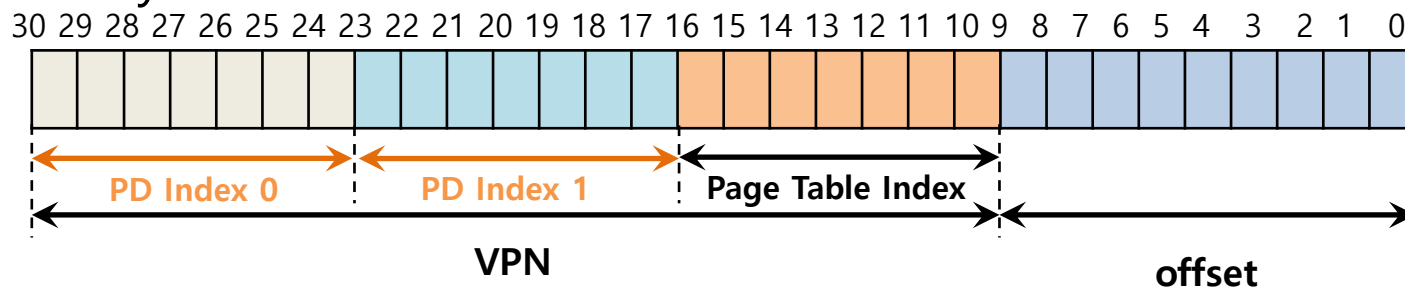 30 29 28 27 26 25 24 23 22 21 20 19 18 17 16 15 14 13 12 11 10 9 8 7 6 5 4 3 2 1 0
PD Index 0 PD Index 1 Page Table Index
VPN offset